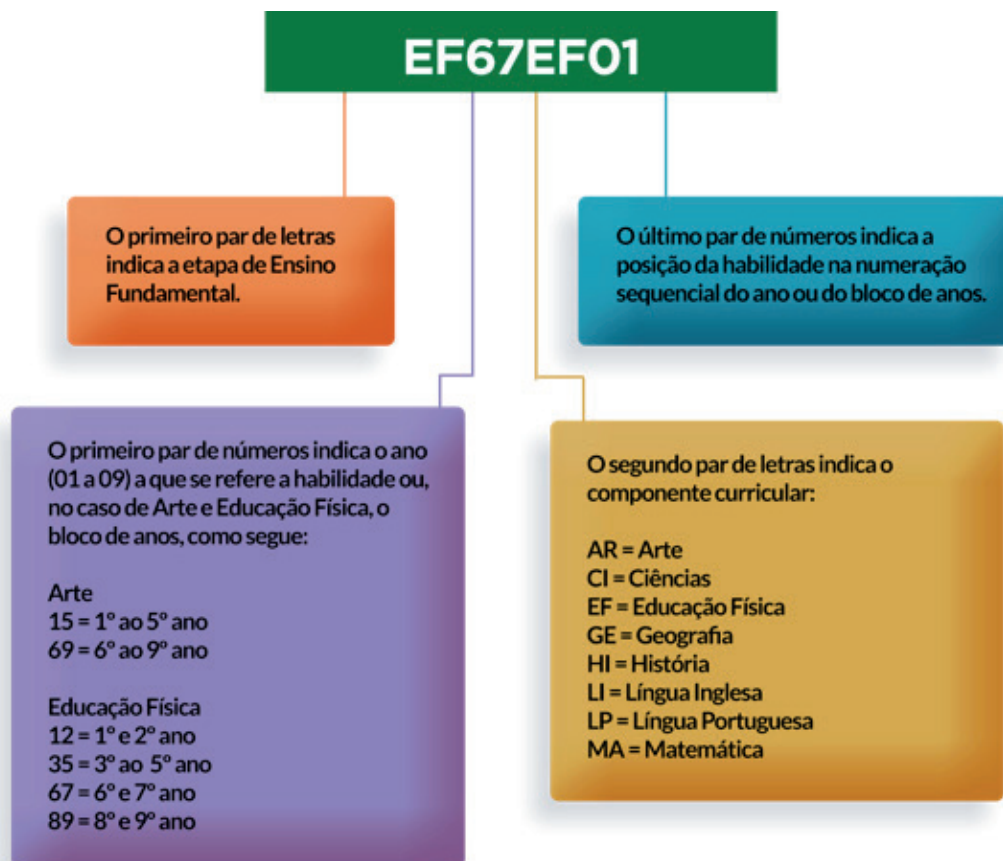 EF67EF01
O primeiro par de letras
indica a etapa de Ensino
Fundamental.
O último par de números indica a
posição da habilidade na numeração
sequencial do ano ou do bloco de anos.
O primeiro par de números indica o ano
(01 a 09) a que se refere a habilidade ou,
no caso de Arte e Educação Física, o
bloco de anos, como segue:
Arte
15 = 1º ao 5º ano
69 = 6º ao 9º ano
Educação Física
12 = 1º e 2º ano
35 = 3º ao 5º ano
67 = 6º e 7º ano
89 = 8º e 9º ano
O segundo par de letras indica o
componente curricular:
AR = Arte
CI = Ciências
EF = Educação Física
GE = Geografia
HI = História
LI = Língua Inglesa
LP = Língua Portuguesa
MA = Matemática